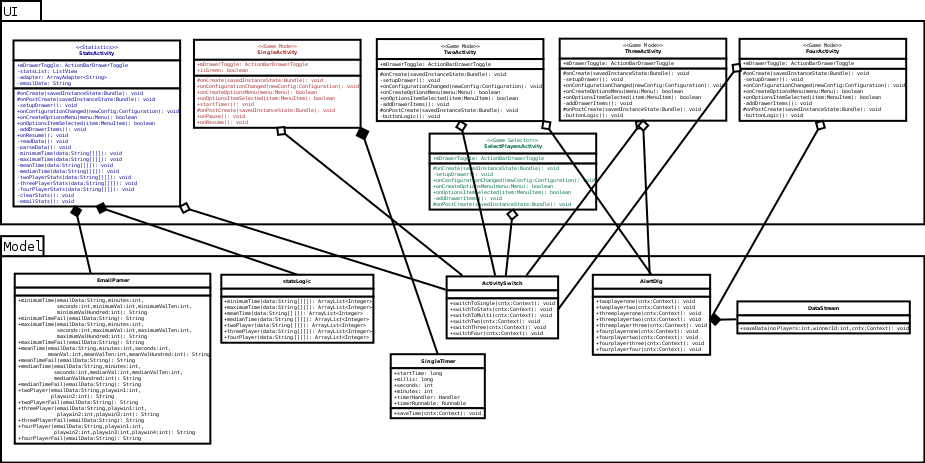 UI
<<Statistics>>
StatsActivity
+mDrawerToggle: ActionBarDrawerToggle
-statsList: ListView
-adapter: ArrayAdapter<String>
-emailData: String
#onCreate(savedInstanceState:Bundle): void
#onPostCreate(savedInstanceState:Bundle): void
-setupDrawer(): void
+onConfigurationChanged(newConfig:Configuration): void
+onCreateOptionsMenu(menu:Menu): boolean
+onOptionsItemSelected(item:MenuItem): boolean
-addDrawerItems(): void
+onResume(): void
-readData(): void
-parseData(): void
-minimumTime(data:String[][]): void
-maximumTime(data:String[][]): void
-meanTime(data:String[][]): void
-medianTime(data:String[][]): void
-twoPlayerStats(data:String[][]): void
-threePlayerStats(data:String[][]): void
-fourPlayerStats(data:String[][]): void
-clearStats(): void
-emailStats(): void
<<Game Mode>>
SingleActivity
+mDrawerToggle: ActionBarDrawerToggle
+isGreen: boolean
#onCreate(savedInstanceState:Bundle): void
-setupDrawer(): void
+onConfigurationChanged(newConfig:Configuration): void
+onCreateOptionsMenu(menu:Menu): boolean
+onOptionsItemSelected(item:MenuItem): boolean
+startTimer(): void
#onPostCreate(savedInstanceState:Bundle): void
+onPause(): void
+onResume(): void
<<Game Mode>>
TwoActivity
+mDrawerToggle: ActionBarDrawerToggle
#onCreate(savedInstanceState:Bundle): void
-setupDrawer(): void
+onConfigurationChanged(newConfig:Configuration): void
+onCreateOptionsMenu(menu:Menu): boolean
+onOptionsItemSelected(item:MenuItem): boolean
-addDrawerItems(): void
#onPostCreate(savedInstanceState:Bundle): void
-buttonLogic(): void
<<Game Mode>>
ThreeActivity
+mDrawerToggle: ActionBarDrawerToggle
#onCreate(savedInstanceState:Bundle): void
-setupDrawer(): void
+onConfigurationChanged(newConfig:Configuration): void
+onCreateOptionsMenu(menu:Menu): boolean
+onOptionsItemSelected(item:MenuItem): boolean
-addDrawerItems(): void
#onPostCreate(savedInstanceState:Bundle): void
-buttonLogic(): void
<<Game Mode>>
FourActivity
+mDrawerToggle: ActionBarDrawerToggle
#onCreate(savedInstanceState:Bundle): void
-setupDrawer(): void
+onConfigurationChanged(newConfig:Configuration): void
+onCreateOptionsMenu(menu:Menu): boolean
+onOptionsItemSelected(item:MenuItem): boolean
-addDrawerItems(): void
#onPostCreate(savedInstanceState:Bundle): void
-buttonLogic(): void
<<Game Selector>>
SelectPlayersActivity
+mDrawerToggle: ActionBarDrawerToggle
#onCreate(savedInstanceState:Bundle): void
-setupDrawer(): void
+onConfigurationChanged(newConfig:Configuration): void
+onCreateOptionsMenu(menu:Menu): boolean
+onOptionsItemSelected(item:MenuItem): boolean
-addDrawerItems(): void
#onPostCreate(savedInstanceState:Bundle): void
Model
EmailParser
+minimumTime(emailData:String,minutes:int,
seconds:int,minimumVal:int,minimumValTen:int,
minimumValHundred:int): String
+minimumTimeFail(emailData:String): String
+maximumTime(emailData:String,minutes:int,
seconds:int,maximumVal:int,maximumValTen:int,
maximumValHundred:int): String
+maximumTimeFail(emailData:String): String
+meanTime(emailData:String,minutes:int,seconds:int,
meanVal:int,meanValTen:int,meanValHundred:int): String
+meanTimeFail(emailData:String): String
+medianTime(emailData:String,minutes:int,
seconds:int,medianVal:int,medianValTen:int,
medianValHundred:int): String
+medianTimeFail(emailData:String): String
+twoPlayer(emailData:String,playwin1:int,
playwin2:int): String
+twoPlayerFail(emailData:String): String
+threePlayer(emailData:String,playwin1:int,
playwin2:int,playwin3:int): String
+threePlayerFail(emailData:String): String
+fourPlayer(emailData:String,playwin1:int,
playwin2:int,playwin3:int,playwin4:int): String
+fourPlayerFail(emailData:String): String
statsLogic
+minimumTime(data:String[][]): ArrayList<Integer>
+maximumTime(data:String[][]): ArrayList<Integer>
+meanTime(data:String[][]): ArrayList<Integer>
+medianTime(data:String[][]): ArrayList<Integer>
+twoPlayer(data:String[][]): ArrayList<Integer>
+threePlayer(data:String[][]): ArrayList<Integer>
+fourPlayer(data:String[][]): ArrayList<Integer>
ActivitySwitch
+switchToSingle(cntx:Context): void
+switchToStats(cntx:Context): void
+switchToMulti(cntx:Context): void
+switchTwo(cntx:Context): void
+switchThree(cntx:Context): void
+switchFour(cntx:Context): void
AlertDlg
+twoplayerone(cntx:Context): void
+twoplayertwo(cntx:Context): void
+threeplayerone(cntx:Context): void
+threeplayertwo(cntx:Context): void
+threeplayerthree(cntx:Context): void
+fourplayerone(cntx:Context): void
+fourplayertwo(cntx:Context): void
+fourplayerthree(cntx:Context): void
+fourplayerfour(cntx:Context): void
DataStream
+saveData(noPlayers:int,winnerId:int,cntx:Context): void
SingleTimer
+startTime: long
+millis: long
+seconds: int
+minutes: int
+timerHandler: Handler
+timerRunnable: Runnable
+saveTime(cntx:Context): void